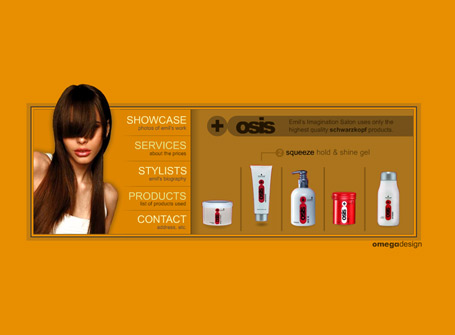 SHOWCASE
photos of emil's work
SERVICES
about the prices
STYLISTS
emil's biography
PRODUCTS
list of products used
CONTACT
address, etc.
osis
Emil's Imagination Salon uses only the
highest quality schwarzkopf products.
squeeze hold & shine gel
omegadesign